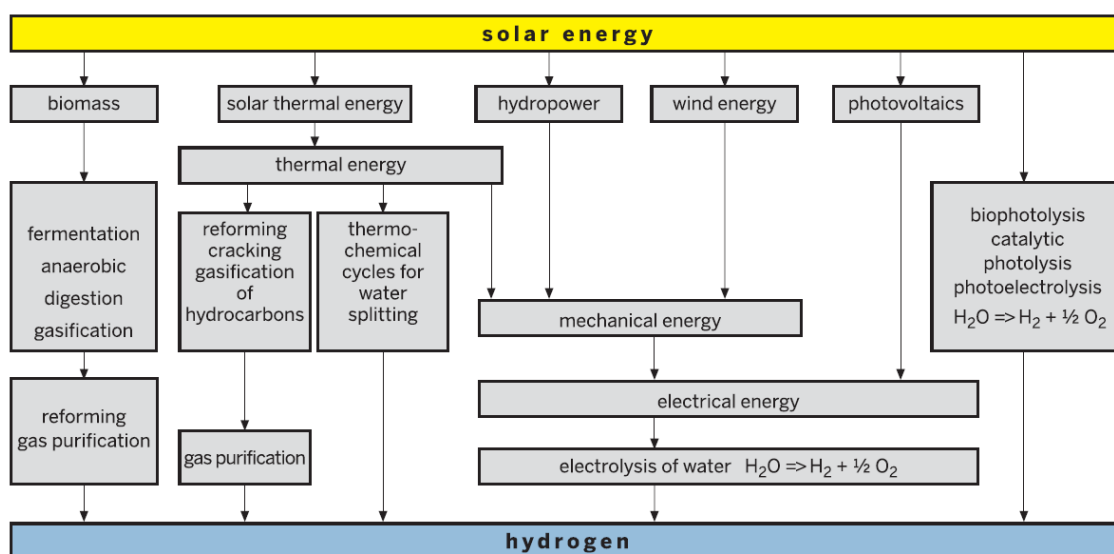 solar energy
biomass
solar thermal energy
hydropower
wind energy
photovoltaics
thermal energy
fermentation
anaerobic
digestion
gasification
reforming
cracking
gasification
of
hydrocarbons
thermo-
chemical
cycles for
water
splitting
biophotolysis
catalytic
photolysis
photoelectrolysis
H₂O => H₂ + ½ O₂
mechanical energy
reforming
gas purification
electrical energy
gas purification
electrolysis of water H₂O => H₂ + ½ O₂
hydrogen